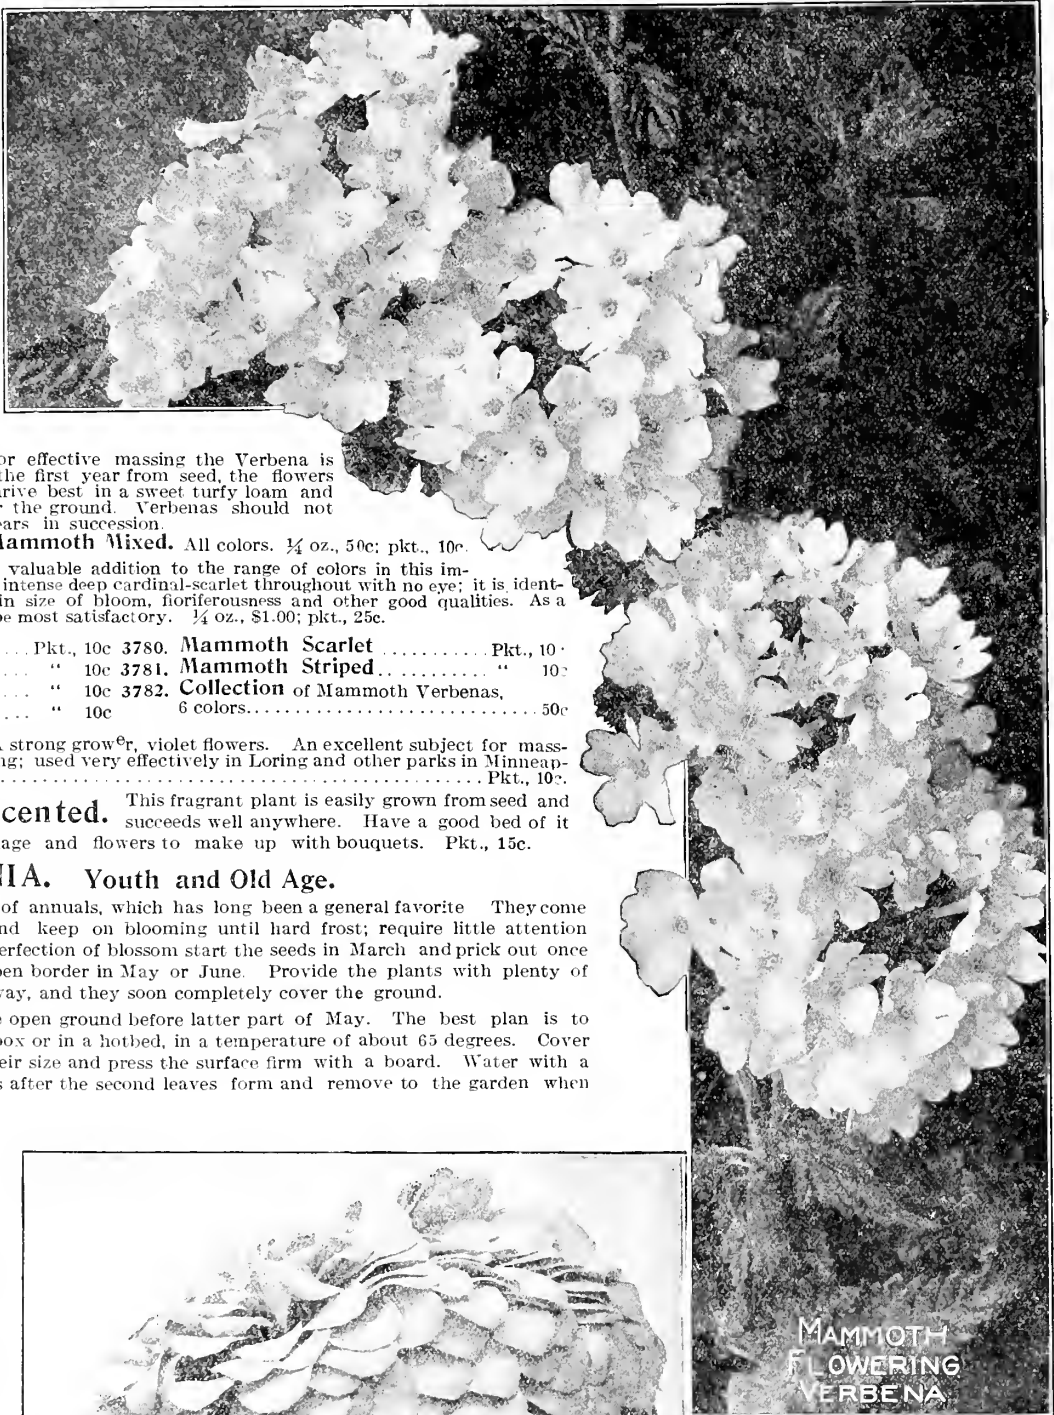 or effective massing the Verbena is
the first year from seed, the flowers
rive best in a sweet turfy loam and
the ground. Verbenas should not
ars in succession.
Mammoth Mixed. All colors. ¼ oz., 50c; pkt., 10c.
valuable addition to the range of colors in this im-
intense deep cardinal-scarlet throughout with no eye; it is ident-
in size of bloom, floriferousness and other good qualities. As a
e most satisfactory. ¼ oz., $1.00; pkt., 25c.
... Pkt., 10c 3780. Mammoth Scarlet ........... Pkt., 10
.... " 10c 3781. Mammoth Striped............ " 10
.... " 10c 3782. Collection of Mammoth Verbenas,
... " 10c 6 colors.............................. 50c
strong grower, violet flowers. An excellent subject for mass-
ng; used very effectively in Loring and other parks in Minneap-
.................................................. Pkt., 10c.
cented. This fragrant plant is easily grown from seed and
succeeds well anywhere. Have a good bed of it
age and flowers to make up with bouquets. Pkt., 15c.
NIA. Youth and Old Age.
of annuals, which has long been a general favorite They come
nd keep on blooming until hard frost; require little attention
erfection of blossom start the seeds in March and prick out once
pen border in May or June. Provide the plants with plenty of
way, and they soon completely cover the ground.
open ground before latter part of May. The best plan is to
box or in a hotbed, in a temperature of about 65 degrees. Cover
eir size and press the surface firm with a board. Water with a
s after the second leaves form and remove to the garden when
MAMMOTH
FLOWERING
VERBENA